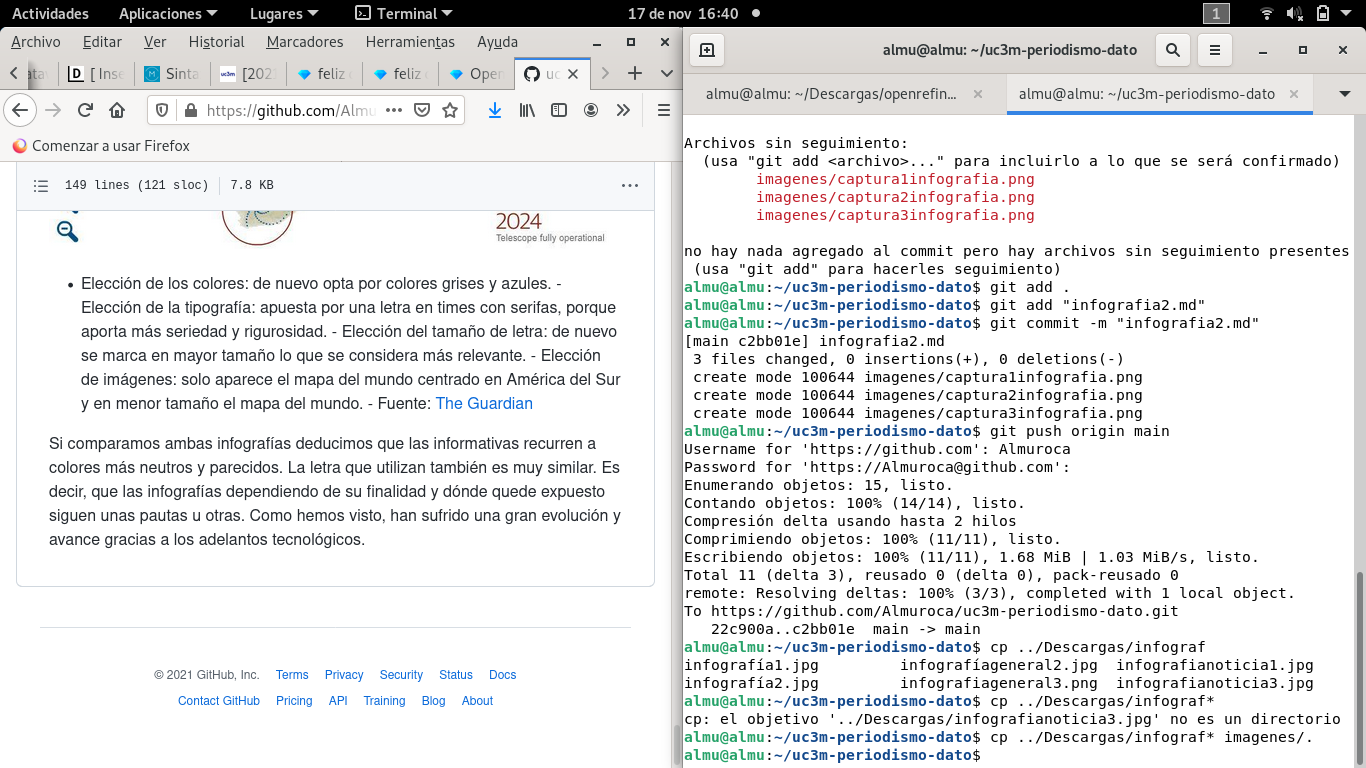 Actividades Aplicaciones Lugares Terminal 17 de nov 16:40 1
Archivo Editar Ver Historial Marcadores Herramientas Ayuda
[ Inse Sinta uc3m [202 feliz feliz Open uc
https://github.com/Almu
Comenzar a usar Firefox
149 lines (121 sloc) 7.8 KB
2024
Telescope fully operational
Elección de los colores: de nuevo opta por colores grises y azules. -
Elección de la tipografía: apuesta por una letra en times con serifas, porque
aporta más seriedad y rigurosidad. - Elección del tamaño de letra: de nuevo
se marca en mayor tamaño lo que se considera más relevante. - Elección
de imágenes: solo aparece el mapa del mundo centrado en América del Sur
y en menor tamaño el mapa del mundo. - Fuente: The Guardian
Si comparamos ambas infografías deducimos que las informativas recurren a
colores más neutros y parecidos. La letra que utilizan también es muy similar. Es
decir, que las infografías dependiendo de su finalidad y dónde quede expuesto
siguen unas pautas u otras. Como hemos visto, han sufrido una gran evolución y
avance gracias a los adelantos tecnológicos.
© 2021 GitHub, Inc. Terms Privacy Security Status Docs
Contact GitHub Pricing API Training Blog About
almu@almu: ~/uc3m-periodismo-dato
almu@almu: ~/Descargas/openrefin... almu@almu: ~/uc3m-periodismo-dato
Archivos sin seguimiento:
(usa "git add <archivo>..." para incluirlo a lo que se será confirmado)
imagenes/captura1infografia.png
imagenes/captura2infografia.png
imagenes/captura3infografia.png
no hay nada agregado al commit pero hay archivos sin seguimiento presentes
(usa "git add" para hacerles seguimiento)
almu@almu:~/uc3m-periodismo-dato$ git add .
almu@almu:~/uc3m-periodismo-dato$ git add "infografia2.md"
almu@almu:~/uc3m-periodismo-dato$ git commit -m "infografia2.md"
[main c2bb01e] infografia2.md
3 files changed, 0 insertions(+), 0 deletions(-)
create mode 100644 imagenes/captura1infografia.png
create mode 100644 imagenes/captura2infografia.png
create mode 100644 imagenes/captura3infografia.png
almu@almu:~/uc3m-periodismo-dato$ git push origin main
Username for 'https://github.com': Almuroca
Password for 'https://Almuroca@github.com':
Enumerando objetos: 15, listo.
Contando objetos: 100% (14/14), listo.
Compresión delta usando hasta 2 hilos
Comprimiendo objetos: 100% (11/11), listo.
Escribiendo objetos: 100% (11/11), 1.68 MiB | 1.03 MiB/s, listo.
Total 11 (delta 3), reusado 0 (delta 0), pack-reusado 0
remote: Resolving deltas: 100% (3/3), completed with 1 local object.
To https://github.com/Almuroca/uc3m-periodismo-dato.git
22c900a..c2bb01e main -> main
almu@almu:~/uc3m-periodismo-dato$ cp ../Descargas/infograf
infografía1.jpg infografíageneral2.jpg infografianoticia1.jpg
infografía2.jpg infografiageneral3.png infografianoticia3.jpg
almu@almu:~/uc3m-periodismo-dato$ cp ../Descargas/infograf*
cp: el objetivo '../Descargas/infografianoticia3.jpg' no es un directorio
almu@almu:~/uc3m-periodismo-dato$ cp ../Descargas/infograf* imagenes/.
almu@almu:~/uc3m-periodismo-dato$